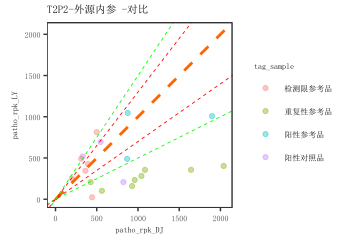 T2P2-外源内参 -对比
2000
1500
1000
500
0
patho_rpk_LY
0
500
1000
1500
2000
patho_rpk_DJ
tag_sample
检测限参考品
重复性参考品
阳性参考品
阳性对照品